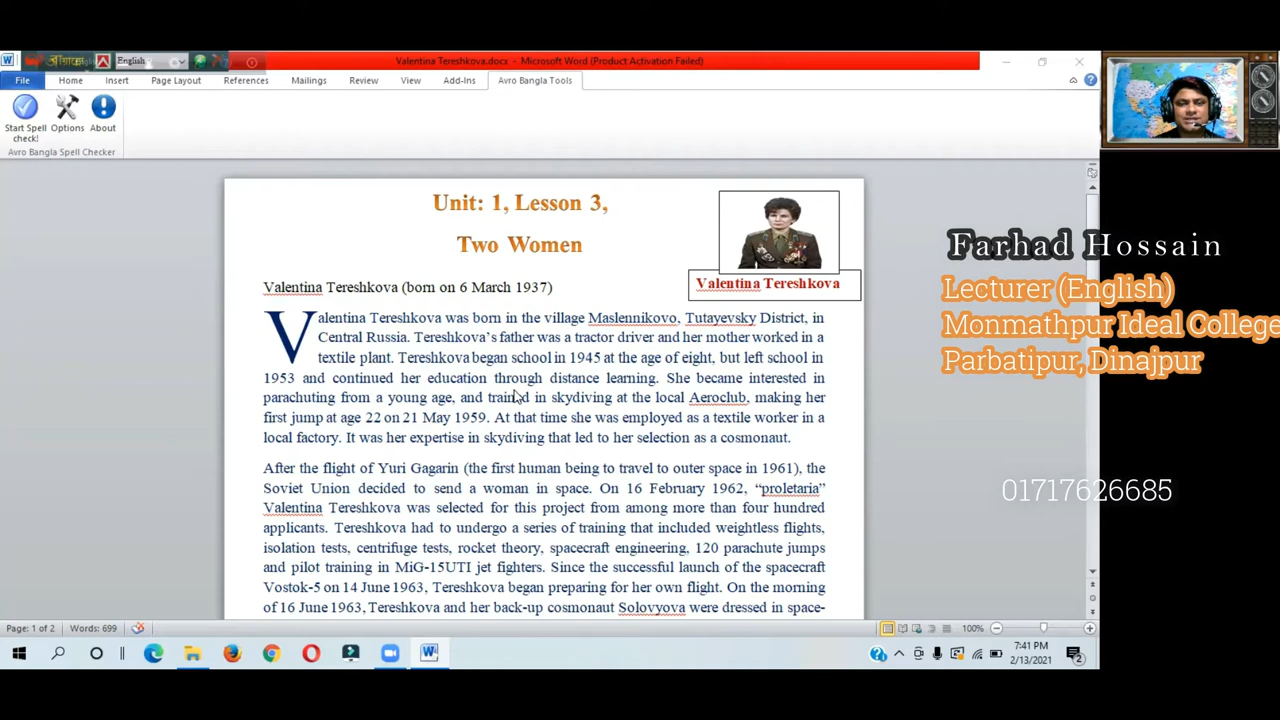 English
Valentina Tereshkova.docx - Microsoft Word (Product Activation Failed)
File Home Insert Page Layout References Mailings Review View Add-Ins Avro Bangla Tools
Start Spell check! Options About
Avro Bangla Spell Checker
Unit: 1, Lesson 3,
Two Women
Valentina Tereshkova
Valentina Tereshkova (born on 6 March 1937)
Valentina Tereshkova was born in the village Maslennikovo, Tutayevsky District, in
Central Russia. Tereshkova's father was a tractor driver and her mother worked in a
textile plant. Tereshkova began school in 1945 at the age of eight, but left school in
1953 and continued her education through distance learning. She became interested in
parachuting from a young age, and trained in skydiving at the local Aeroclub, making her
first jump at age 22 on 21 May 1959. At that time she was employed as a textile worker in a
local factory. It was her expertise in skydiving that led to her selection as a cosmonaut.
After the flight of Yuri Gagarin (the first human being to travel to outer space in 1961), the
Soviet Union decided to send a woman in space. On 16 February 1962, “proletaria”
Valentina Tereshkova was selected for this project from among more than four hundred
applicants. Tereshkova had to undergo a series of training that included weightless flights,
isolation tests, centrifuge tests, rocket theory, spacecraft engineering, 120 parachute jumps
and pilot training in MiG-15UTI jet fighters. Since the successful launch of the spacecraft
Vostok-5 on 14 June 1963, Tereshkova began preparing for her own flight. On the morning
of 16 June 1963, Tereshkova and her back-up cosmonaut Solovyova were dressed in space-
Page: 1 of 2 Words: 699
100%
7:41 PM
2/13/2021
2
Farhad Hossain
Lecturer (English)
Monmathpur Ideal College
Parbatipur, Dinajpur
01717626685